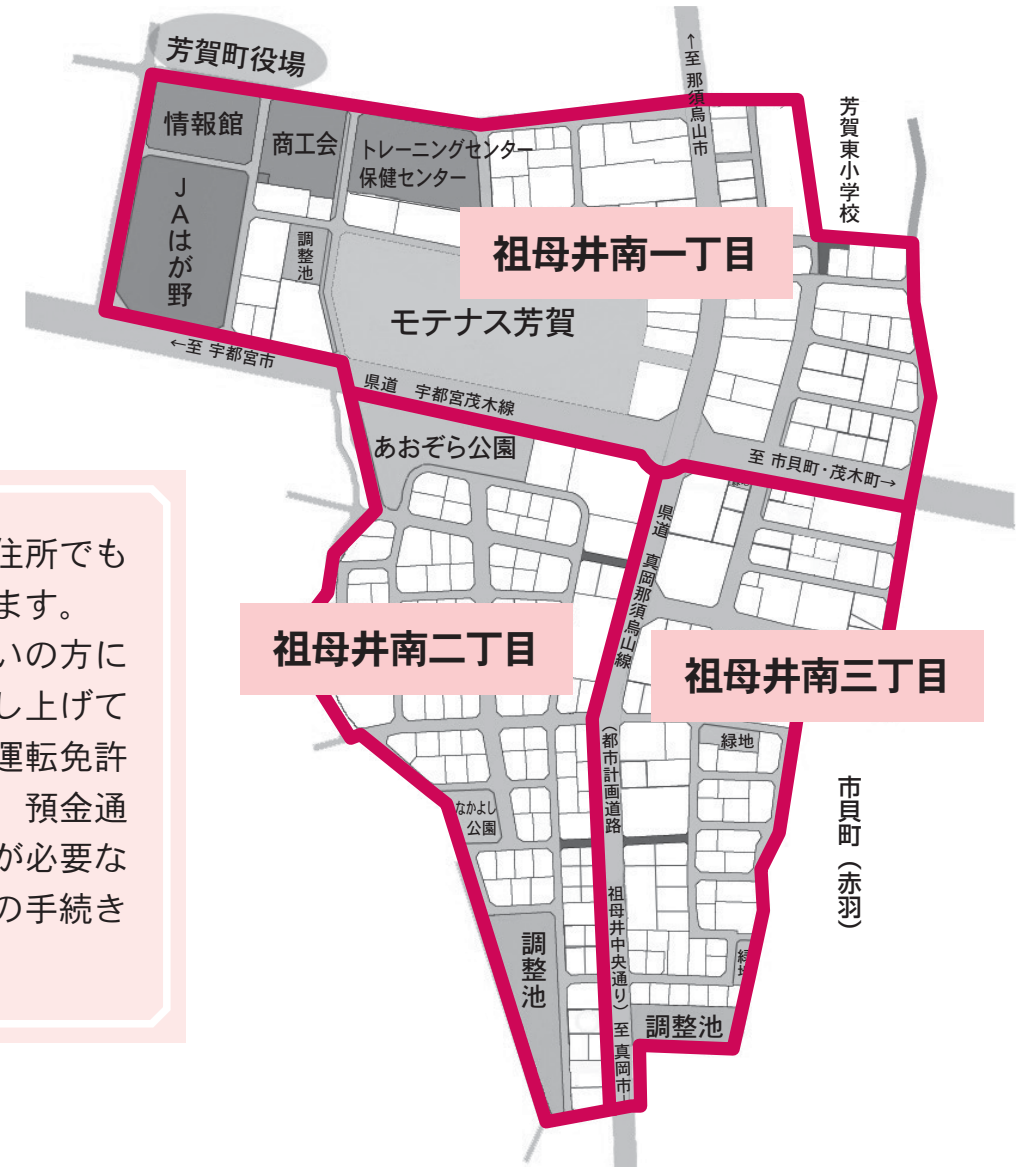 芳賀町役場
情報館
商工会
トレーニングセンター
保健センター
JAはが野
調整池
←至 那須烏山市
芳賀東小学校
祖母井南一丁目
モテナス芳賀
←至 宇都宮市
県道 宇都宮茂木線
至 市貝町・茂木町→
あおぞら公園
県道 真岡那須烏山線
（都市計画道路 祖母井中央通り）至 真岡市→
祖母井南二丁目
祖母井南三丁目
緑地
なかよし
公園
市貝町（赤羽）
調整池
緑地
調整池
住所でも
ます。
いの方に
し上げて
運転免許
預金通
が必要な
の手続き